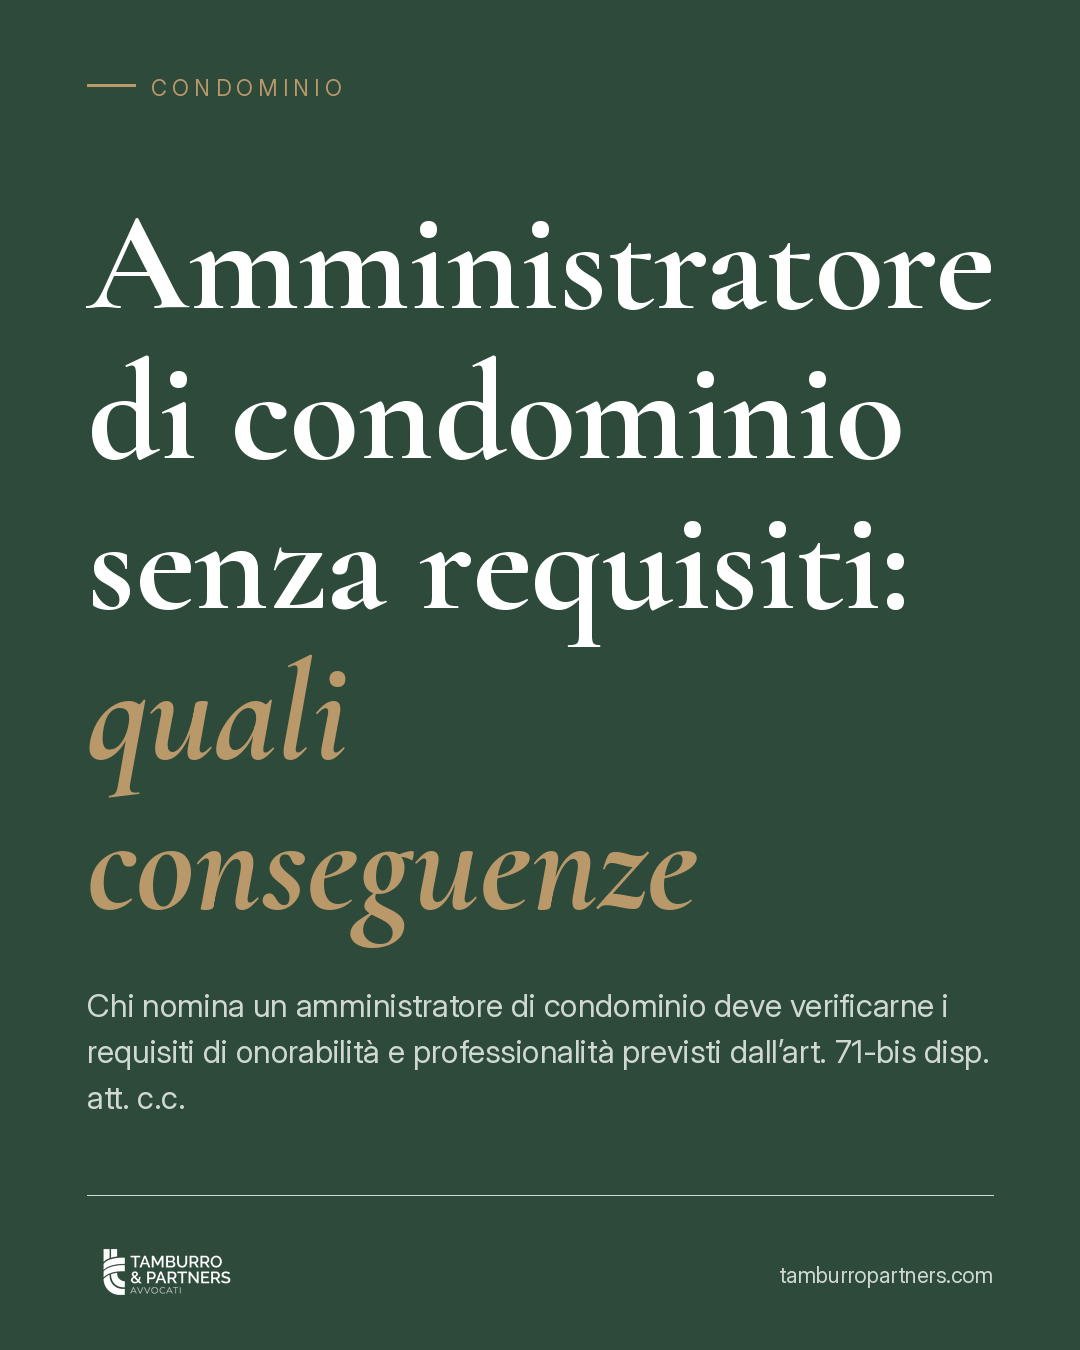 CONDOMINIO
Amministratore
di condominio
senza requisiti:
quali
conseguenze
Chi nomina un amministratore di condominio deve verificarne i
requisiti di onorabilità e professionalità previsti dall’art. 71-bis disp.
att. c.c.
TAMBURRO
& PARTNERS
AVVOCATI
tamburropartners.com